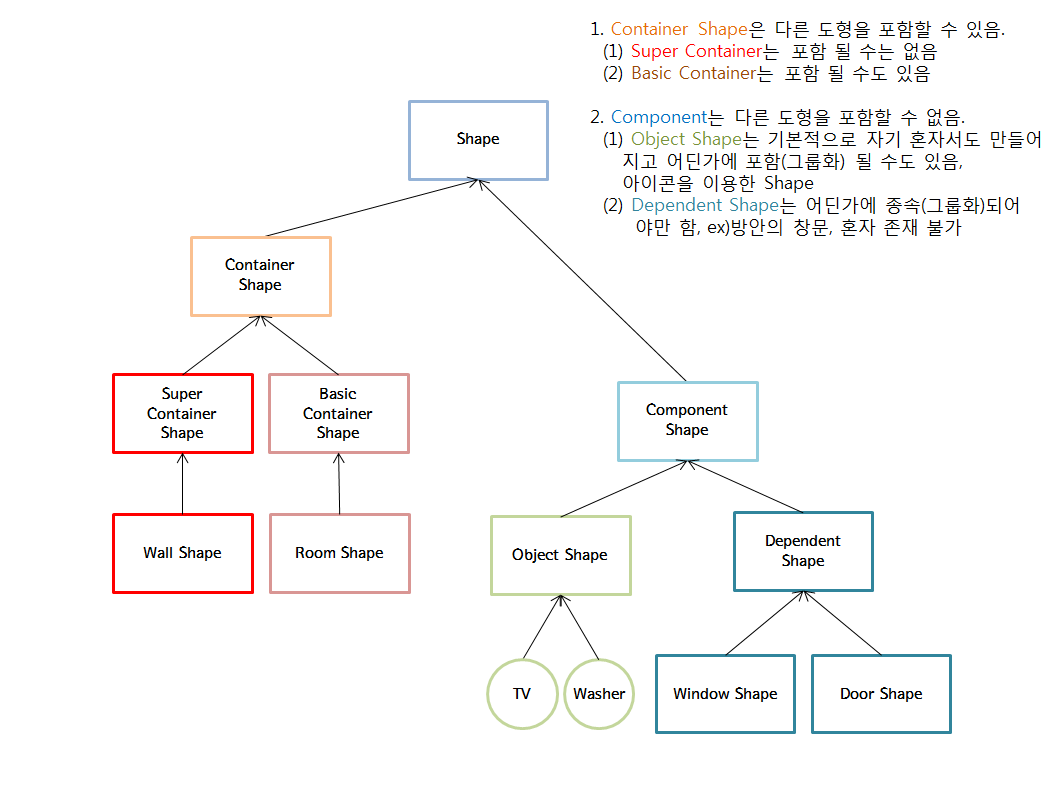 1. Container Shape은 다른 도형을 포함할 수 있음.
(1) Super Container는 포함 될 수는 없음
(2) Basic Container는 포함 될 수도 있음
2. Component는 다른 도형을 포함할 수 없음.
(1) Object Shape는 기본적으로 자기 혼자서도 만들어
지고 어딘가에 포함(그룹화) 될 수도 있음,
아이콘을 이용한 Shape
(2) Dependent Shape는 어딘가에 종속(그룹화)되어
야만 함, ex)방안의 창문, 혼자 존재 불가
Shape
Container
Shape
Super
Container
Shape
Basic
Container
Shape
Component
Shape
Wall Shape
Room Shape
Object Shape
Dependent
Shape
TV
Washer
Window Shape
Door Shape